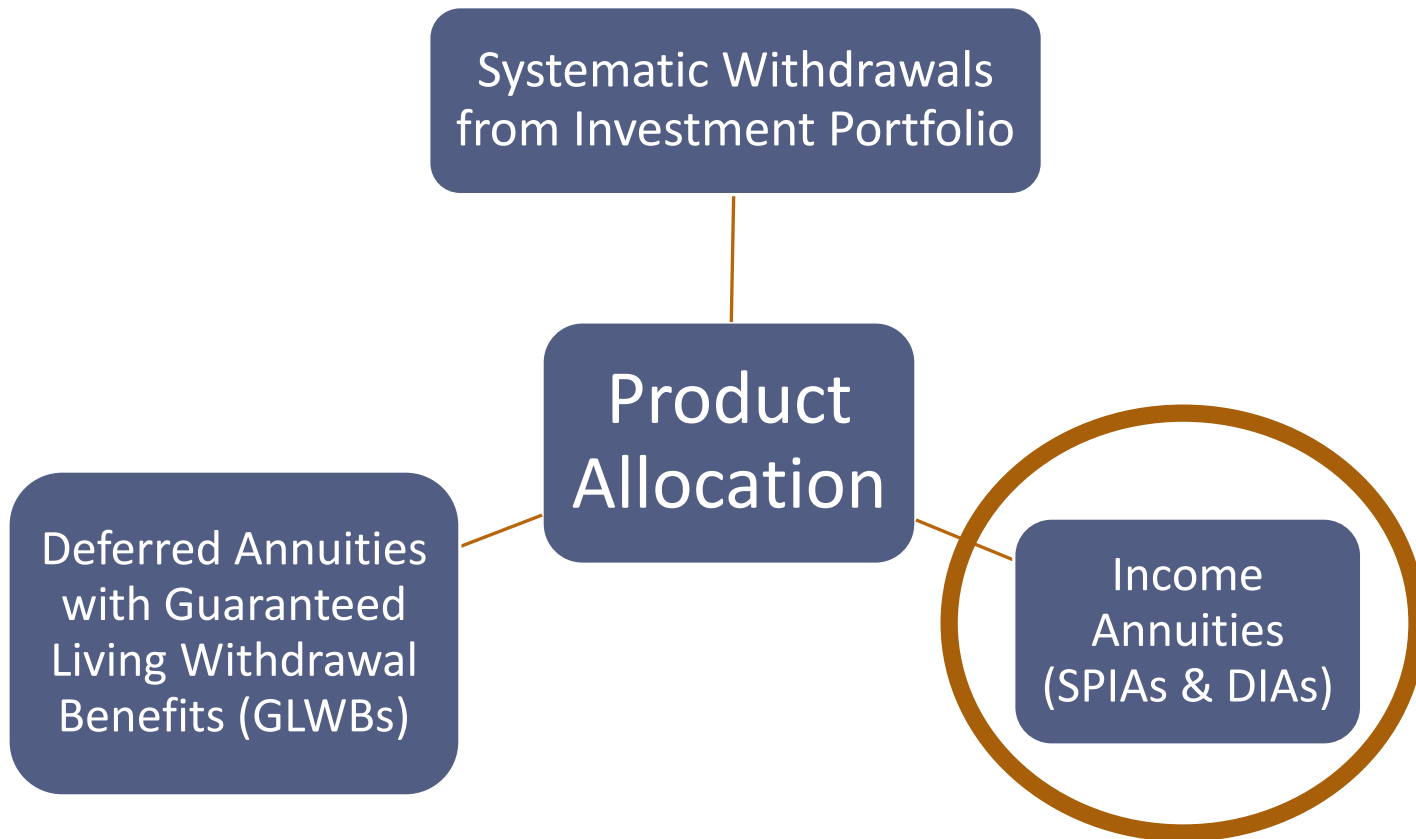 Systematic Withdrawals
from Investment Portfolio
Product
Allocation
Deferred Annuities
with Guaranteed
Living Withdrawal
Benefits (GLWBs)
Income
Annuities
(SPIAs & DIAs)